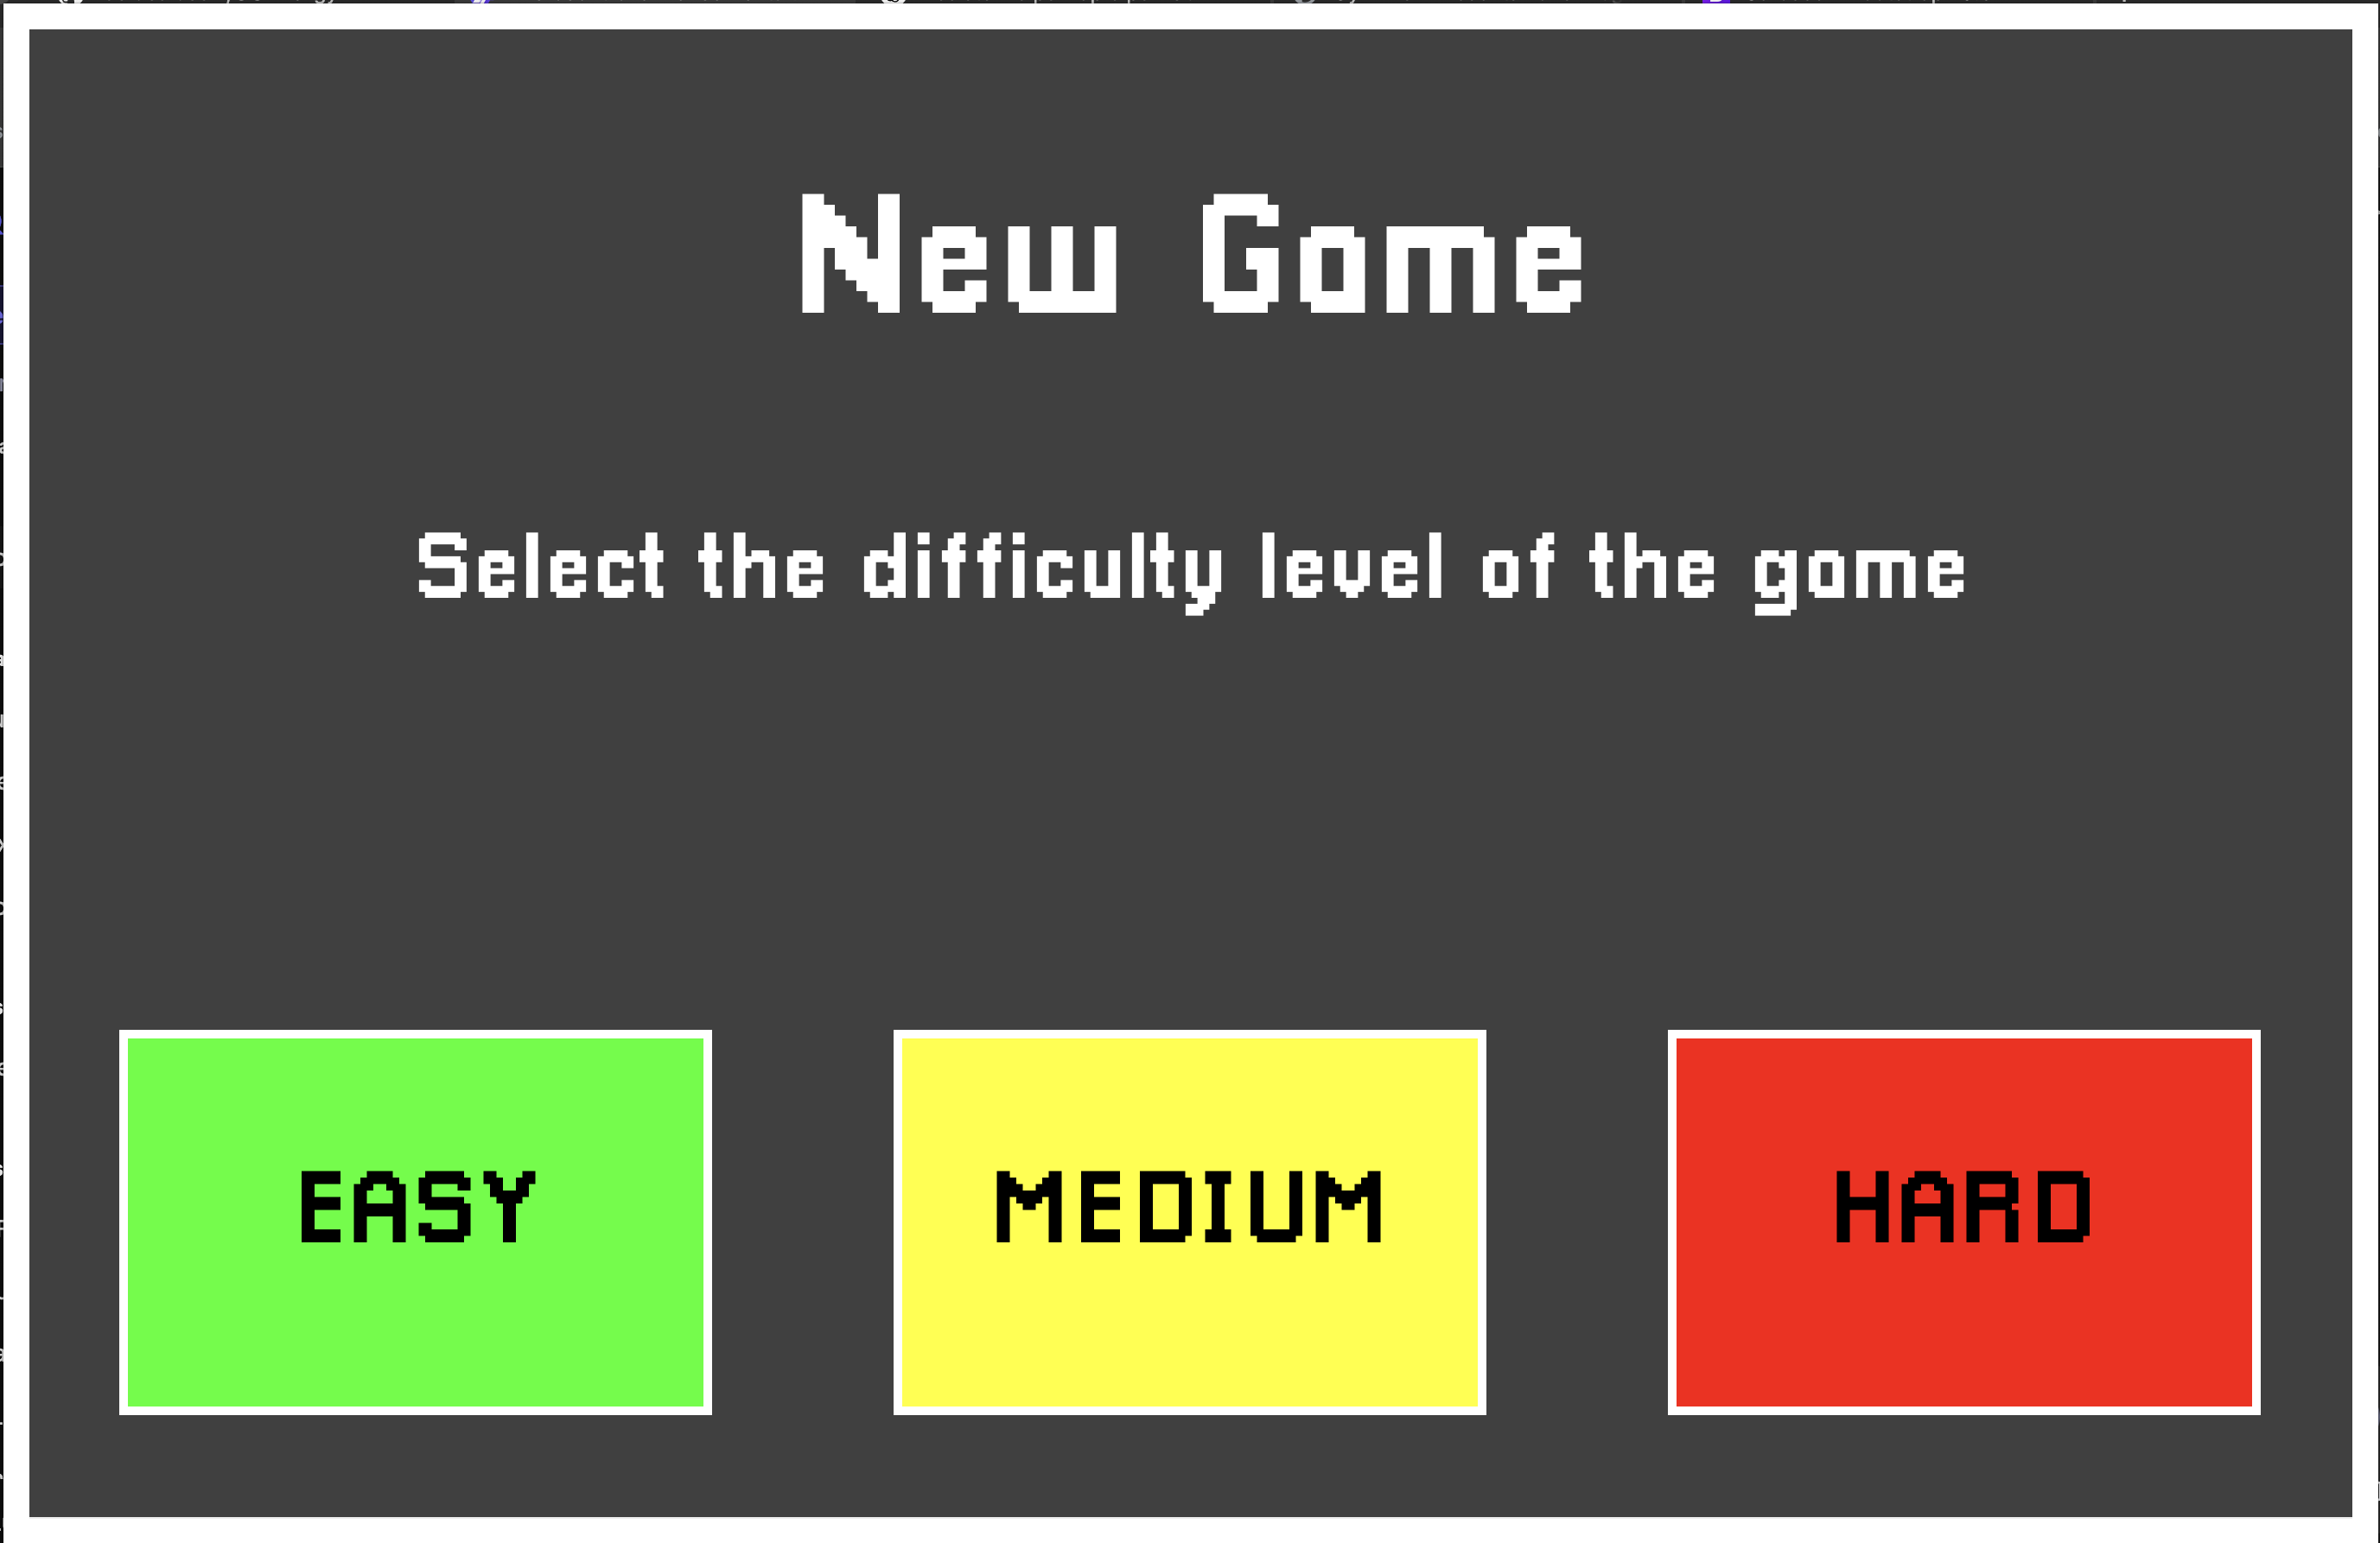 New Game
Select the difficulty level of the game
EASY
MEDIUM
HARD